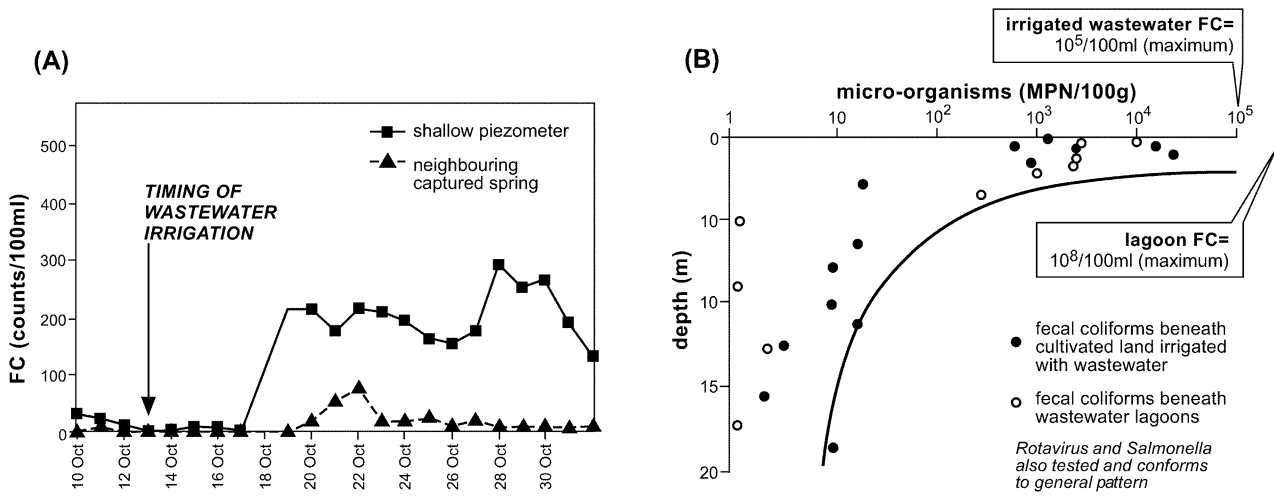 (A)
500
400
300
200
100
0
FC (counts/100ml)
shallow piezometer
neighbouring
captured spring
TIMING OF
WASTEWATER
IRRIGATION
10 Oct
12 Oct
14 Oct
16 Oct
18 Oct
20 Oct
22 Oct
24 Oct
26 Oct
28 Oct
30 Oct
(B)
irrigated wastewater FC=
10⁵/100ml (maximum)
micro-organisms (MPN/100g)
1
10
10²
10³
10⁴
10⁵
0
10
10
15
20
depth (m)
lagoon FC=
10⁸/100ml (maximum)
fecal coliforms beneath
cultivated land irrigated
with wastewater
fecal coliforms beneath
wastewater lagoons
Rotavirus and Salmonella
also tested and conforms
to general pattern